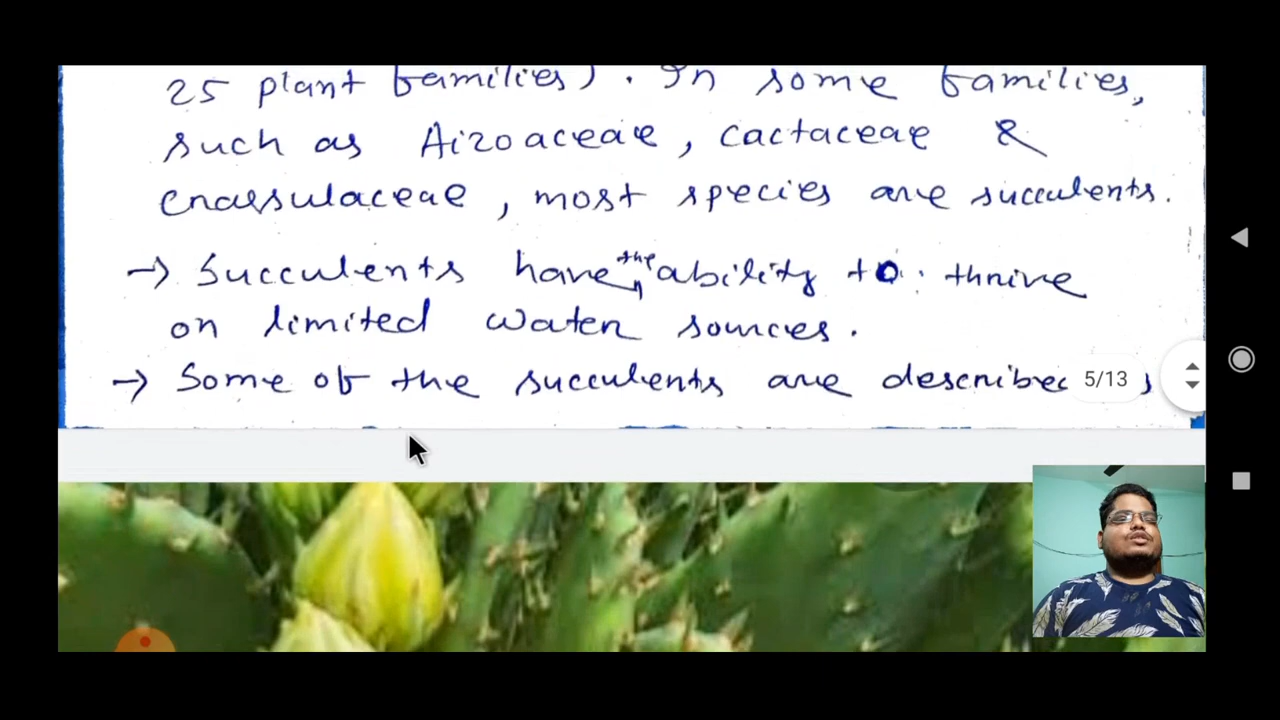 25 plant families). In some families,
such as Aizoaceae, Cactaceae &
Crassulaceae, most species are succulents.
→ Succulents have the ability to thrive
on limited water sources.
→ Some of the succulents are described
5/13